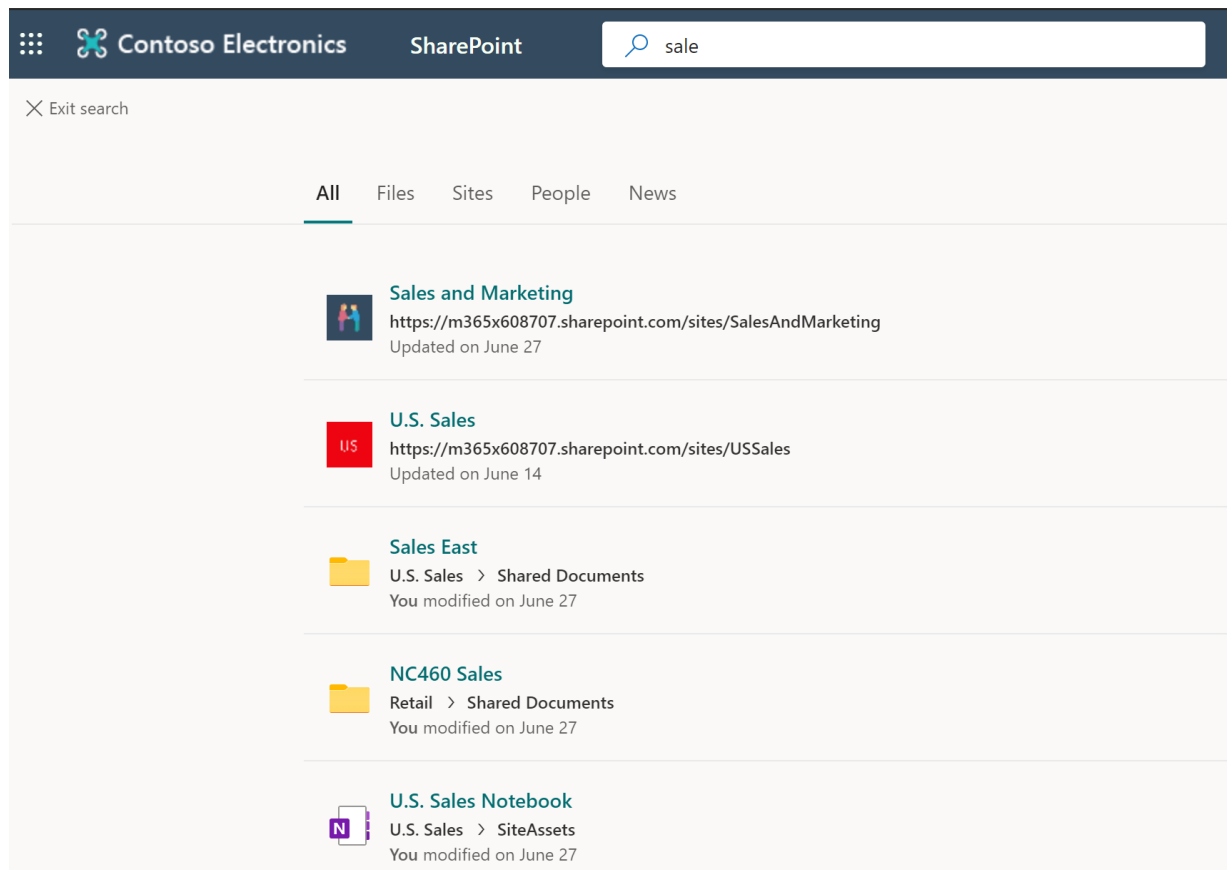 Contoso Electronics SharePoint sale
Exit search
All Files Sites People News
Sales and Marketing
https://m365x608707.sharepoint.com/sites/SalesAndMarketing
Updated on June 27
US
U.S. Sales
https://m365x608707.sharepoint.com/sites/USSales
Updated on June 14
Sales East
U.S. Sales > Shared Documents
You modified on June 27
NC460 Sales
Retail > Shared Documents
You modified on June 27
N
U.S. Sales Notebook
U.S. Sales > SiteAssets
You modified on June 27